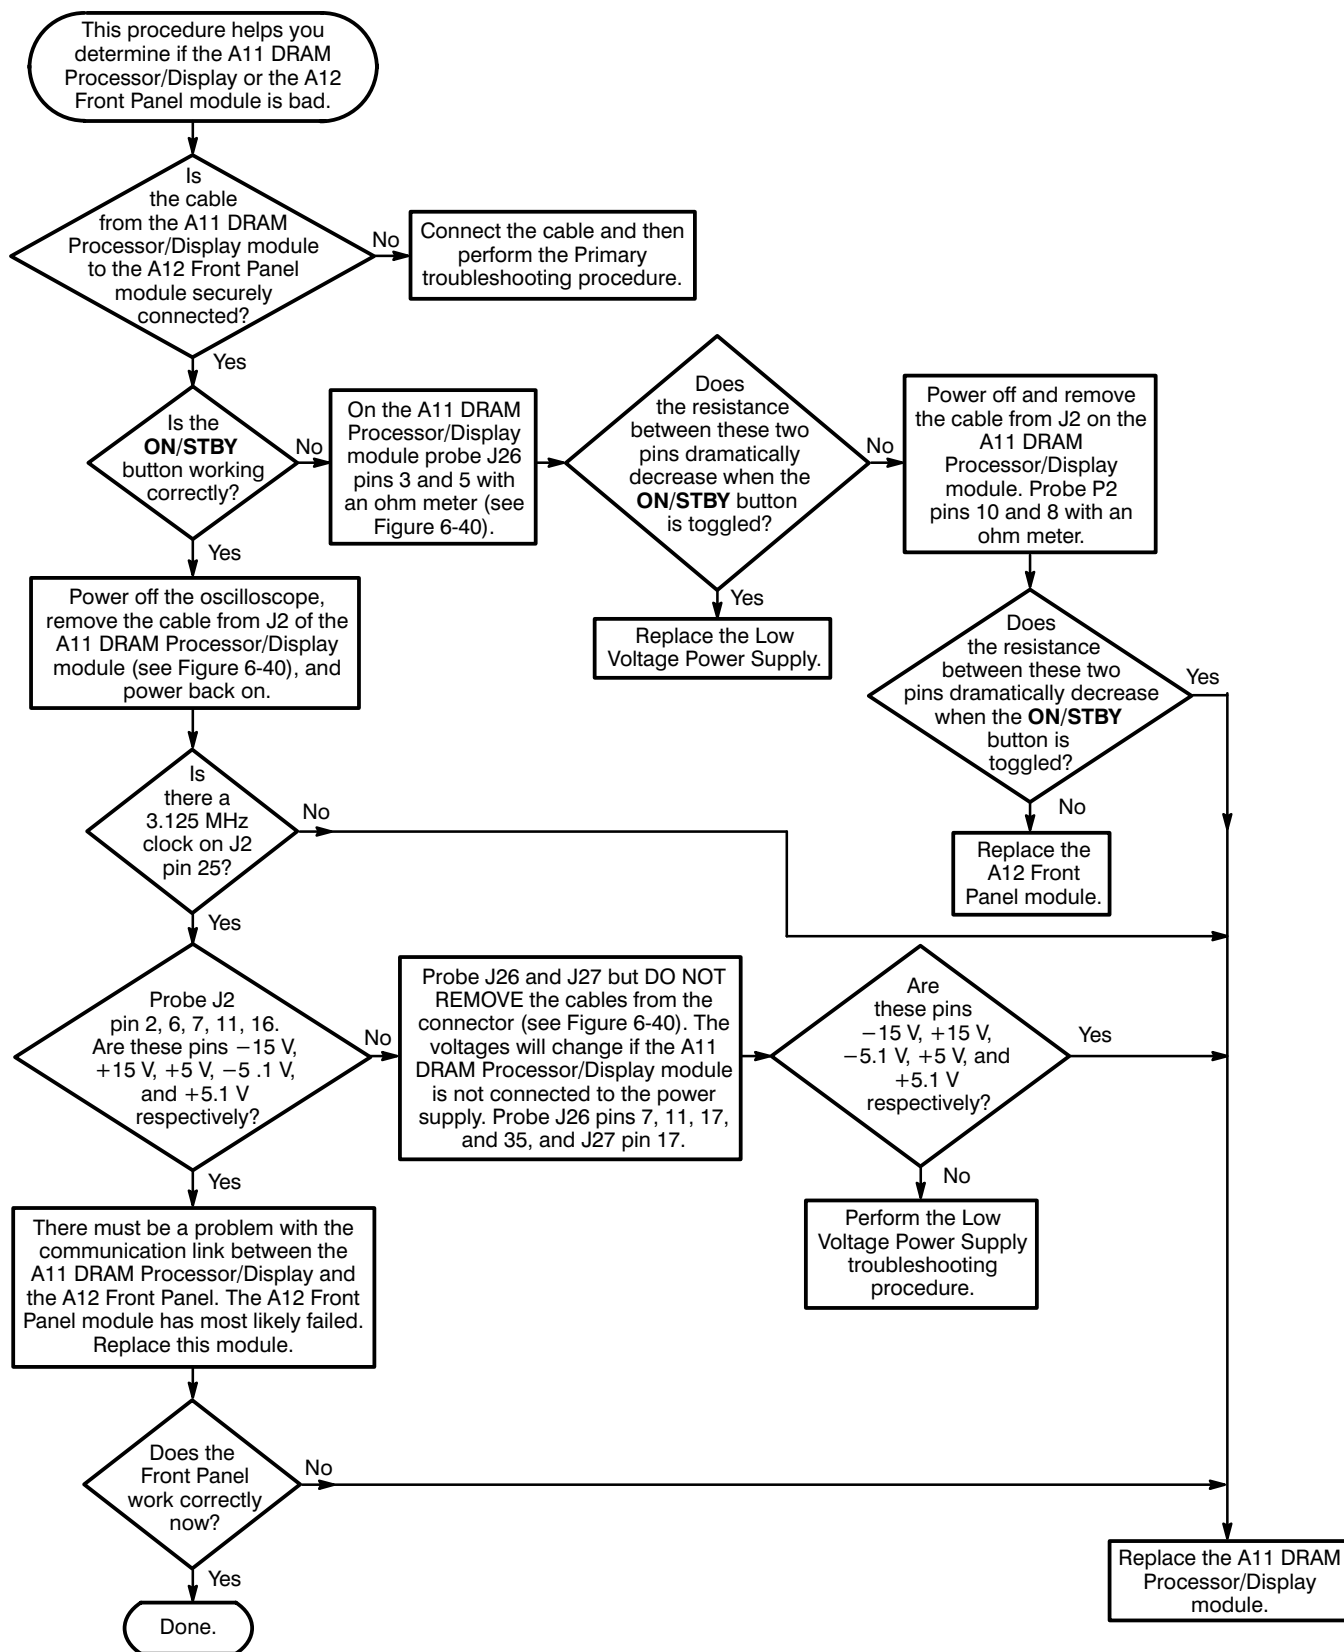 This procedure helps you
determine if the A11 DRAM
Processor/Display or the A12
Front Panel module is bad.
Is
the cable
from the A11 DRAM
Processor/Display module
to the A12 Front Panel
module securely
connected?
No
Connect the cable and then
perform the Primary
troubleshooting procedure.
Yes
Is the
ON/STBY
button working
correctly?
No
On the A11 DRAM
Processor/Display
module probe J26
pins 3 and 5 with
an ohm meter (see
Figure 6-40).
Does
the resistance
between these two
pins dramatically
decrease when the
ON/STBY button
is toggled?
No
Power off and remove
the cable from J2 on the
A11 DRAM
Processor/Display
module. Probe P2
pins 10 and 8 with an
ohm meter.
Yes
Replace the Low
Voltage Power Supply.
Does
the resistance
between these two
pins dramatically decrease
when the ON/STBY
button is
toggled?
Yes
No
Replace the
A12 Front
Panel module.
Yes
Power off the oscilloscope,
remove the cable from J2 of the
A11 DRAM Processor/Display
module (see Figure 6-40), and
power back on.
Is
there a
3.125 MHz
clock on J2
pin 25?
No
Yes
Probe J2
pin 2, 6, 7, 11, 16.
Are these pins −15 V,
+15 V, +5 V, −5 .1 V,
and +5.1 V
respectively?
No
Probe J26 and J27 but DO NOT
REMOVE the cables from the
connector (see Figure 6-40). The
voltages will change if the A11
DRAM Processor/Display module
is not connected to the power
supply. Probe J26 pins 7, 11, 17,
and 35, and J27 pin 17.
Are
these pins
−15 V, +15 V,
−5.1 V, +5 V, and
+5.1 V
respectively?
Yes
No
Perform the Low
Voltage Power Supply
troubleshooting
procedure.
Yes
There must be a problem with the
communication link between the
A11 DRAM Processor/Display and
the A12 Front Panel. The A12 Front
Panel module has most likely failed.
Replace this module.
Does the
Front Panel
work correctly
now?
No
Yes
Done.
Replace the A11 DRAM
Processor/Display
module.